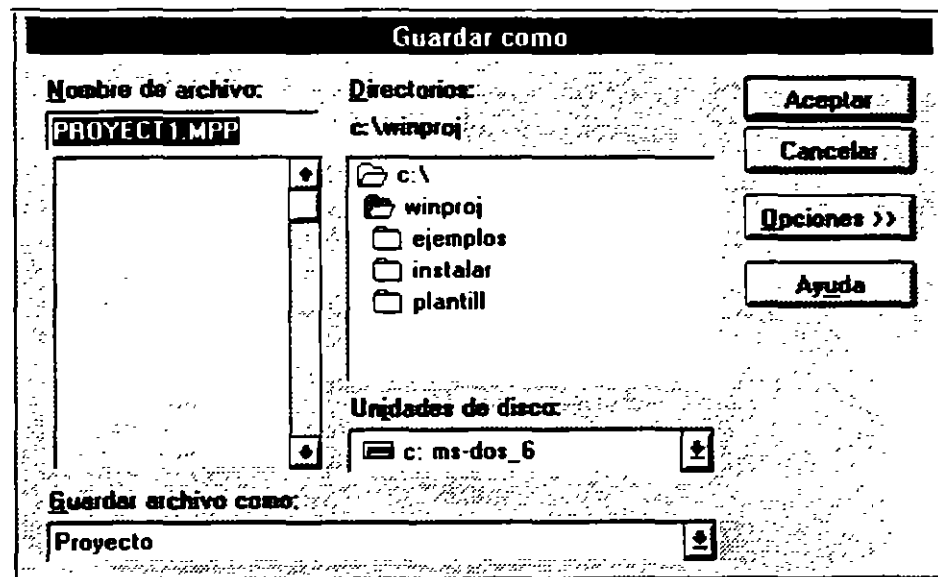 Guardar como
Nombre de archivo:
PROYECT1.MPP
Directorios:
c:\winproj
c:\
winproj
ejemplos
instalar
plantill
Unidades de disco:
c: ms-dos_6
Guardar archivo como:
Proyecto
Aceptar
Cancelar
Opciones >>
Ayuda